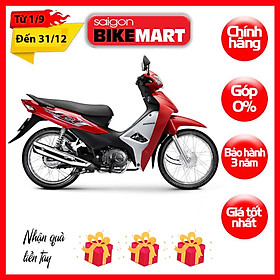 Từ 1/9
Đến 31/12
saigon
BIKEMART
Chính hãng
Góp 0%
Bảo hành 3 năm
Giá tốt nhất
Nhận quà
liền tay